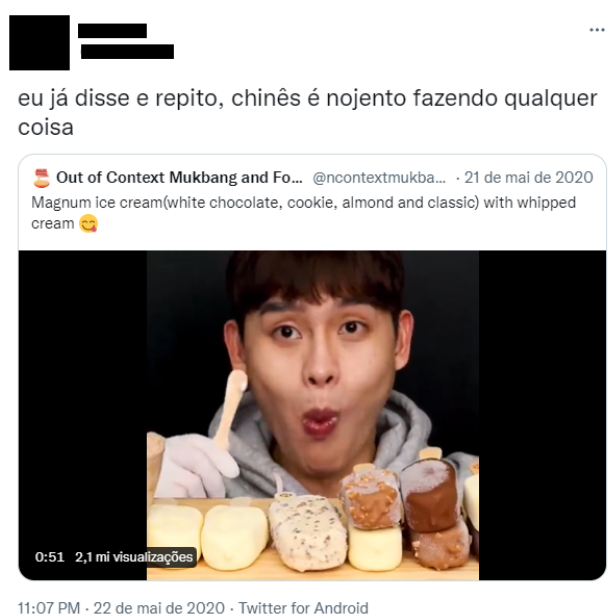 eu já disse e repito, chinês é nojento fazendo qualquer
coisa
Out of Context Mukbang and Fo... @ncontextmukba... · 21 de mai de 2020
Magnum ice cream(white chocolate, cookie, almond and classic) with whipped
cream 😋
0:51 2,1 mi visualizações
11:07 PM · 22 de mai de 2020 · Twitter for Android